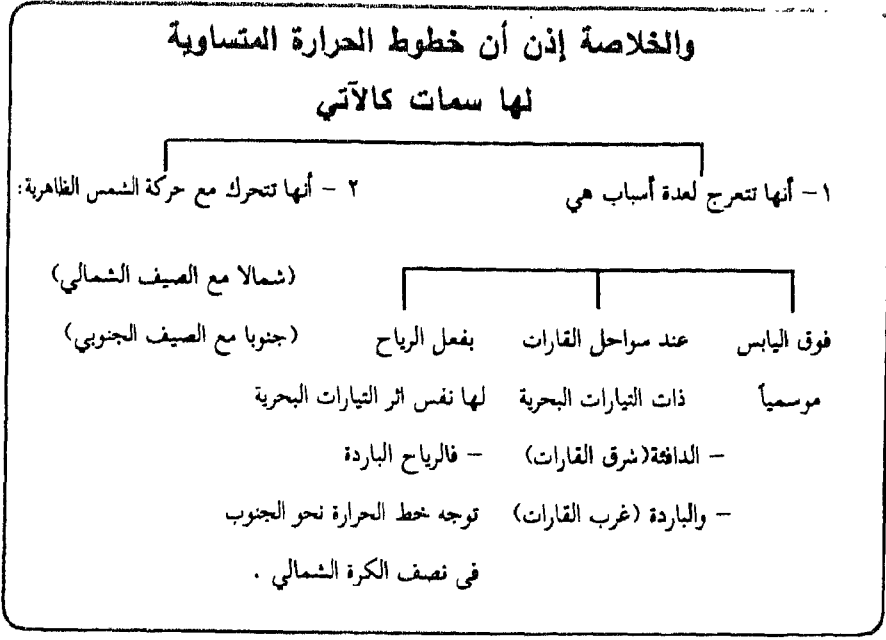 والخلاصة إذن أن خطوط الحرارة المتساوية
لها سمات كالآتي
١- أنها تتعرج لعدة أسباب هي
٢ - أنها تتحرك مع حركة الشمس الظاهرية:
(شمالا مع الصيف الشمالي)
(جنوبا مع الصيف الجنوبي)
فوق اليابس
موسمياً
عند سواحل القارات
ذات التيارات البحرية
- الدافئة (شرق القارات)
- والباردة (غرب القارات)
بفعل الرياح
لها نفس اثر التيارات البحرية
- فالرياح الباردة
توجه خط الحرارة نحو الجنوب
فى نصف الكرة الشمالي .